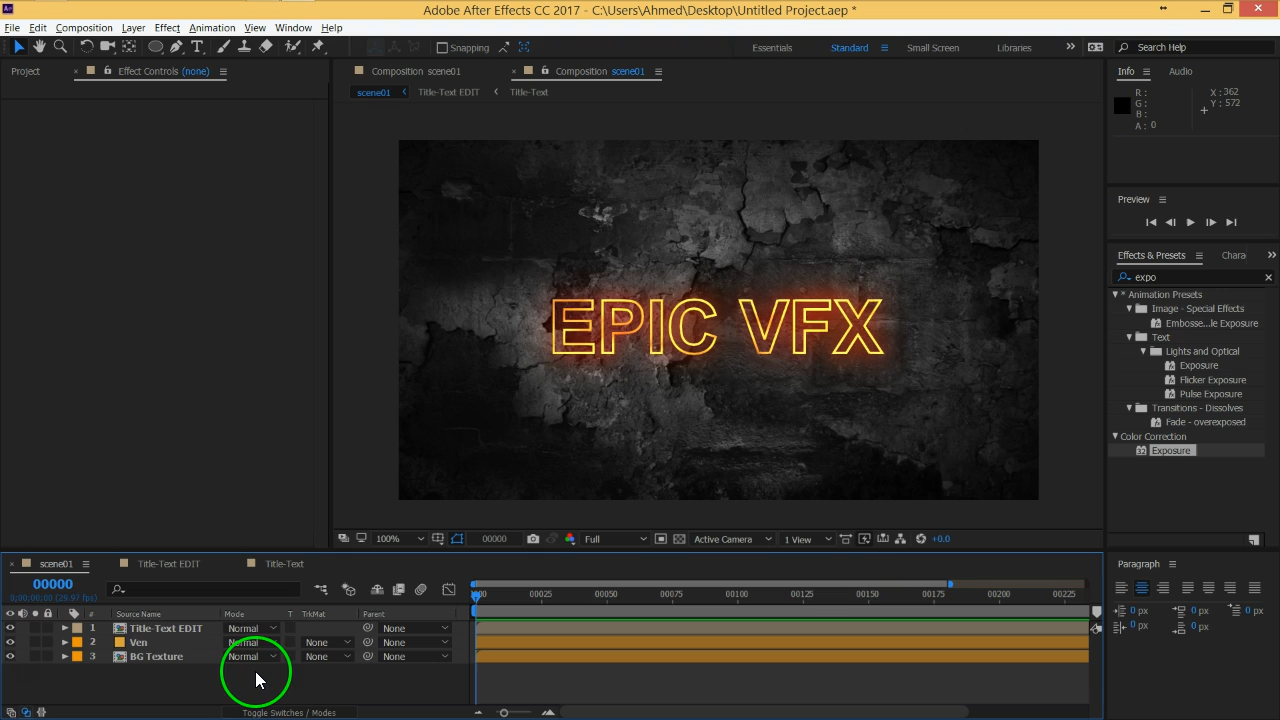 Adobe After Effects CC 2017 - C:\Users\Ahmed\Desktop\Untitled Project.aep *
File Edit Composition Layer Effect Animation View Window Help
Snapping Essentials Standard Small Screen Libraries Search Help
Project Effect Controls (none) Composition scene01 Composition scene01 Info Audio
scene01 Title-Text EDIT Title-Text
R : X : 362
G : Y : 572
B :
A : 0
EPIC VFX
Preview
Effects & Presets Chara
expo
* Animation Presets
Image - Special Effects
Embosse...le Exposure
Text
Lights and Optical
Exposure
Flicker Exposure
Pulse Exposure
Transitions - Dissolves
Fade - overexposed
Color Correction
Exposure
100% 00000 Full Active Camera 1 View +0.0
scene01 Title-Text EDIT Title-Text Paragraph
00000
0;00;00;00 (29.97 fps)
00025 00050 00075 00100 00125 00150 00175 00200 00225
# Source Name Mode T TrkMat Parent
1 Title-Text EDIT Normal None
2 Ven Normal None None
3 BG Texture Normal None None
0 px 0 px 0 px
0 px 0 px
Toggle Switches / Modes